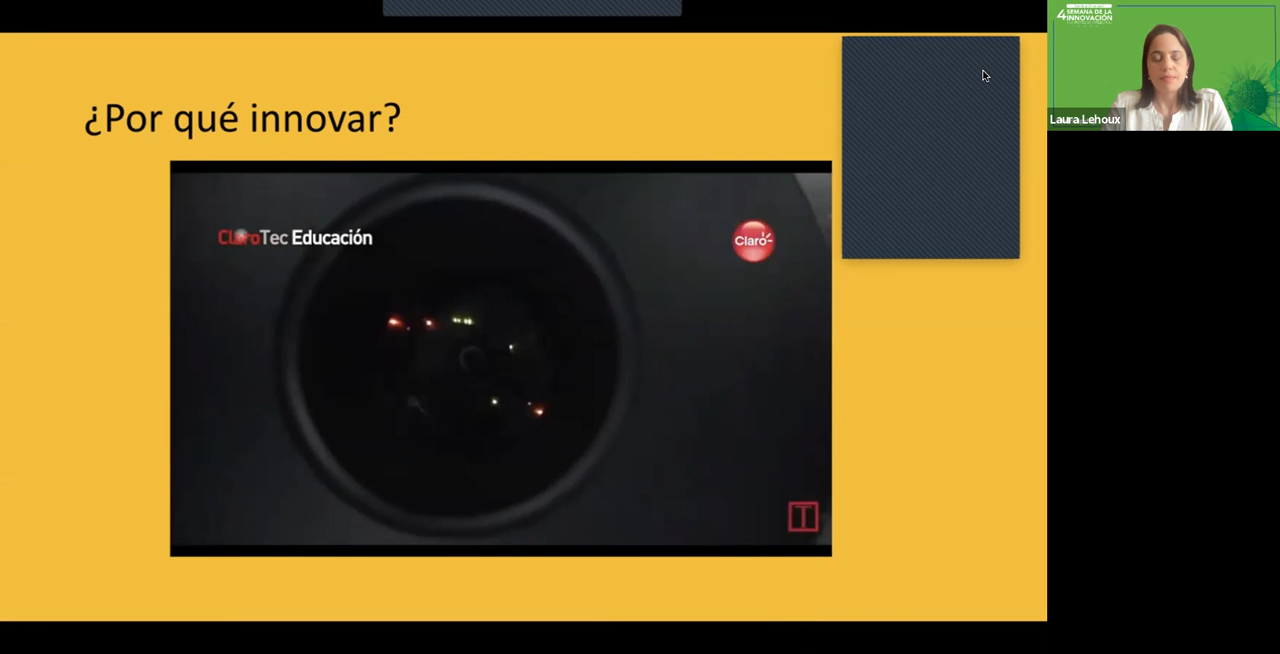 ¿Por qué innovar?
ClaroTec Educación
Claro-
4 SEMANA DE LA
INNOVACIÓN
Laura Lehoux